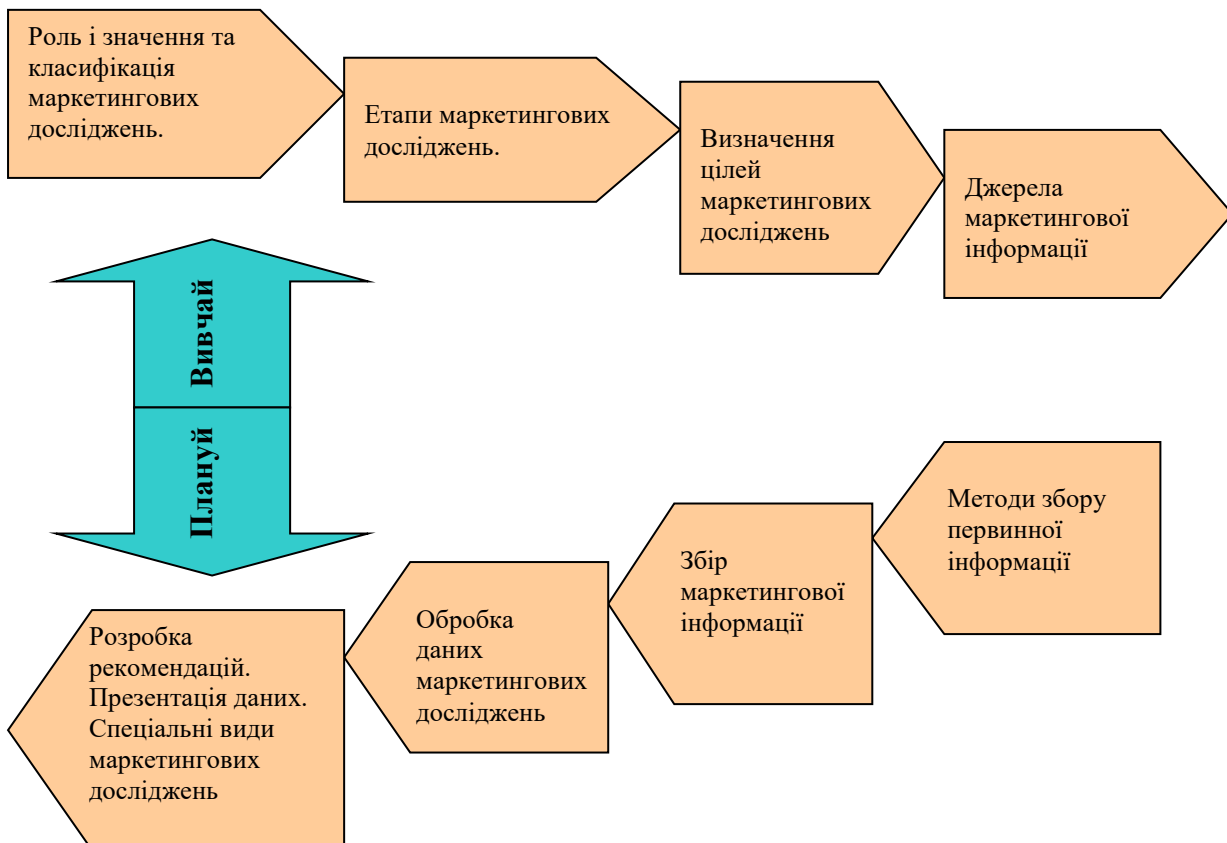 Роль і значення та
класифікація
маркетингових
досліджень.
Етапи маркетингових
досліджень.
Визначення
цілей
маркетингових
досліджень
Джерела
маркетингової
інформації
Вивчай
Плануй
Методи збору
первинної
інформації
Збір
маркетингової
інформації
Обробка
даних
маркетингових
досліджень
Розробка
рекомендацій.
Презентація даних.
Спеціальні види
маркетингових
досліджень